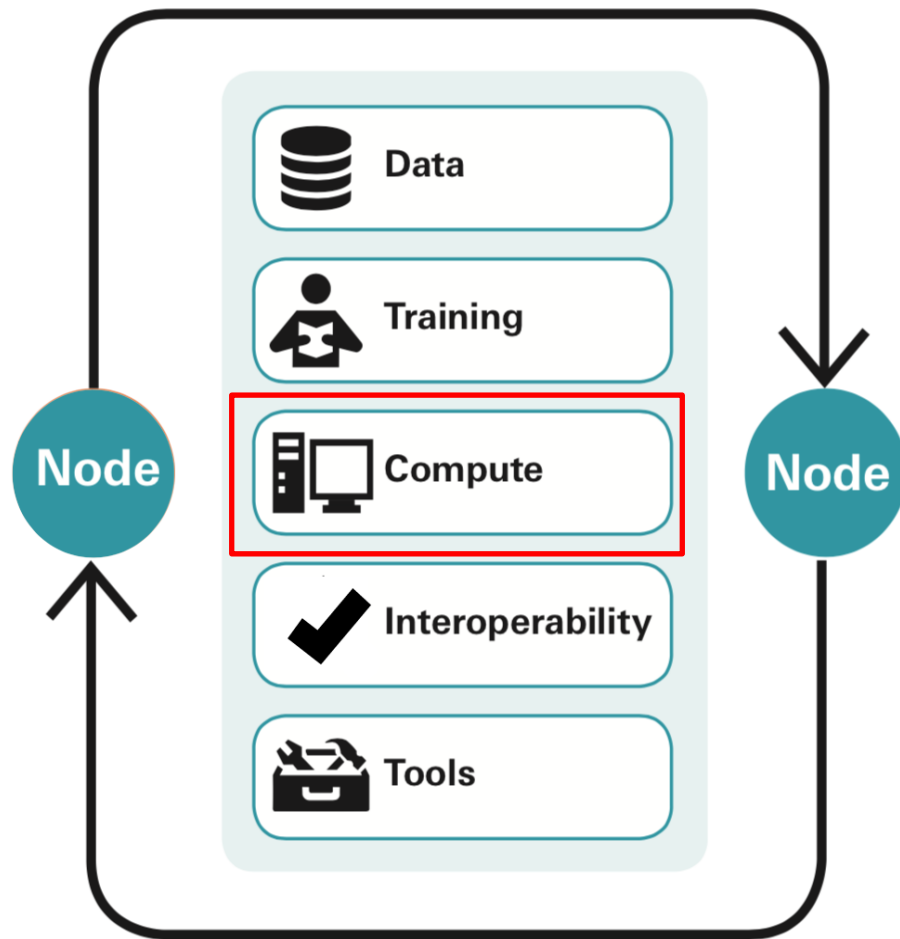 Data
Training
Node
Compute
Node
Interoperability
Tools